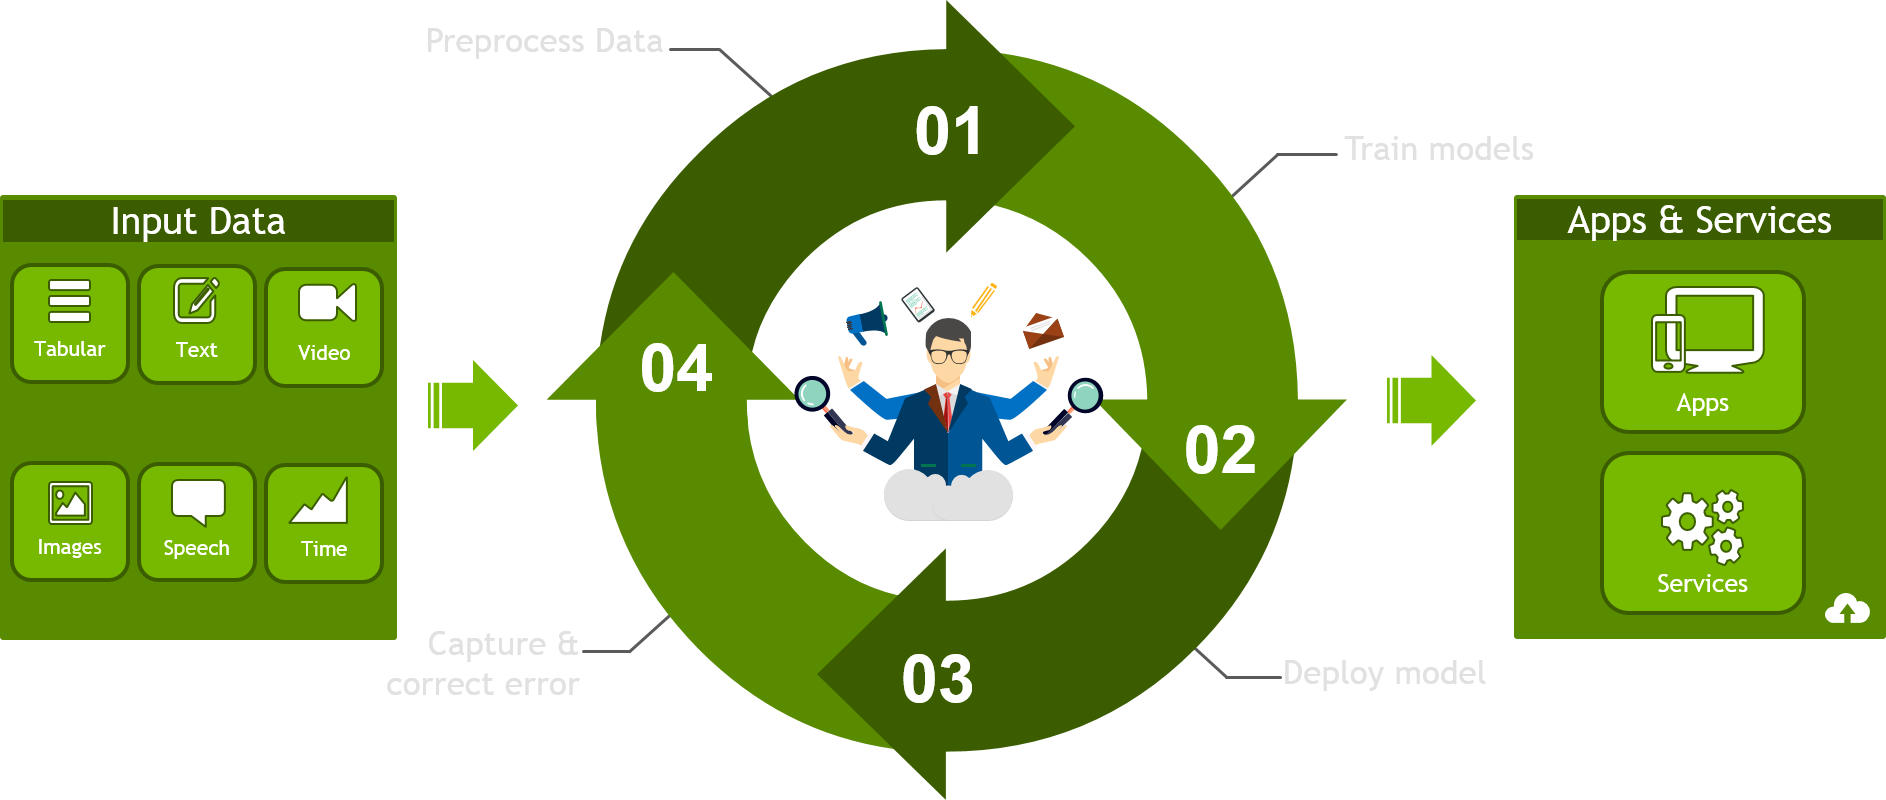 Preprocess Data
01
Train models
Input Data
Tabular
Text
Video
Images
Speech
Time
04
02
03
Capture &
correct error
Deploy model
Apps & Services
Apps
Services